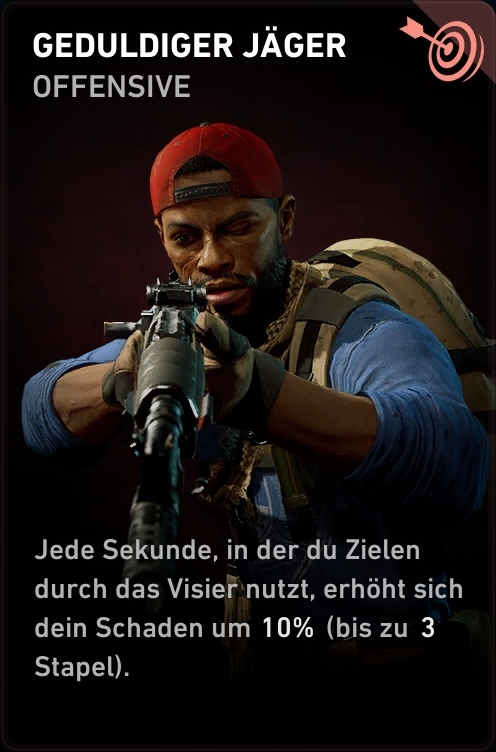 GEDULDIGER JÄGER
OFFENSIVE
Jede Sekunde, in der du Zielen
durch das Visier nutzt, erhöht sich
dein Schaden um 10% (bis zu 3
Stapel).